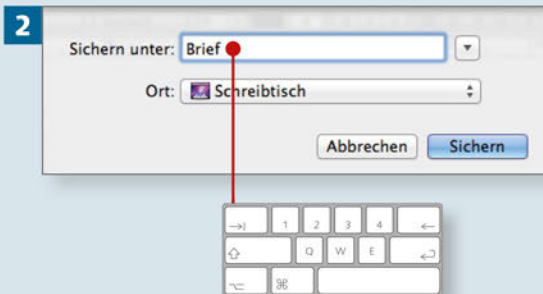 2
Sichern unter: Brief
Ort: Schreibtisch
Abbrechen Sichern
→| 1 2 3 4 ←
⇧ Q W E ↵
⌥ ⌘